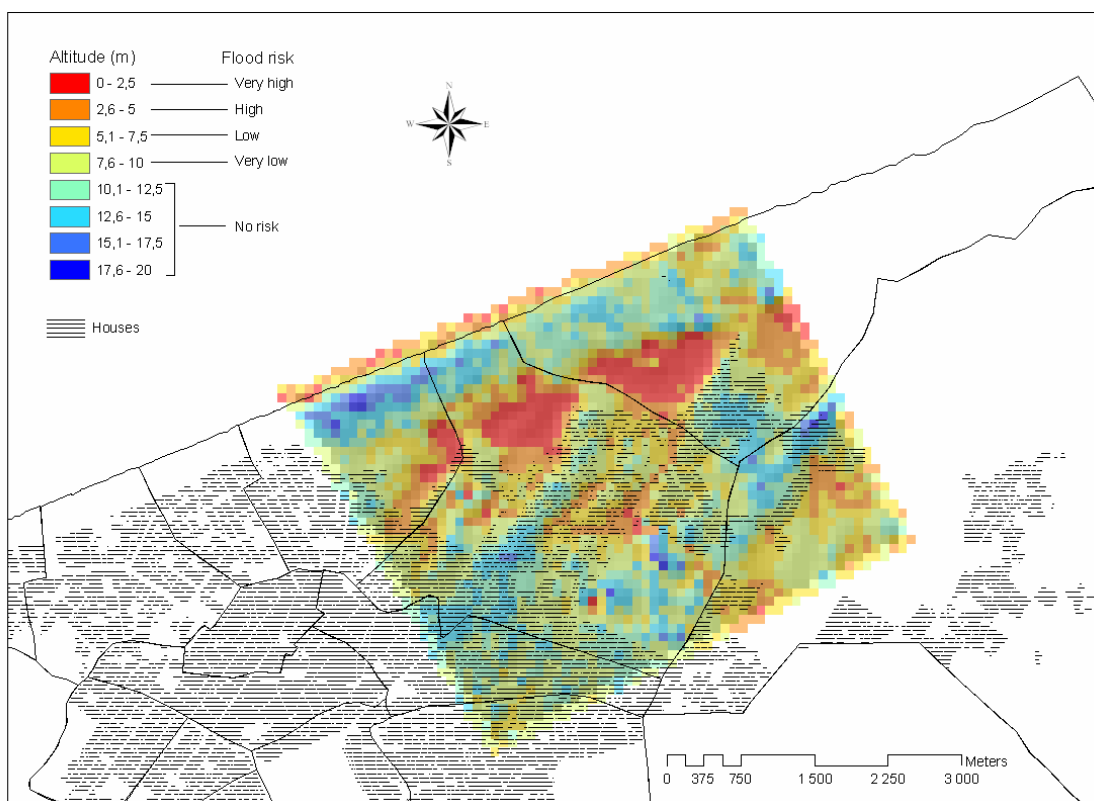 Altitude (m) Flood risk
0 - 2,5 Very high
2,6 - 5 High
5,1 - 7,5 Low
7,6 - 10 Very low
10,1 - 12,5
12,6 - 15
No risk
15,1 - 17,5
17,6 - 20
Houses
N
W E
S
Meters
0 375 750 1 500 2 250 3 000